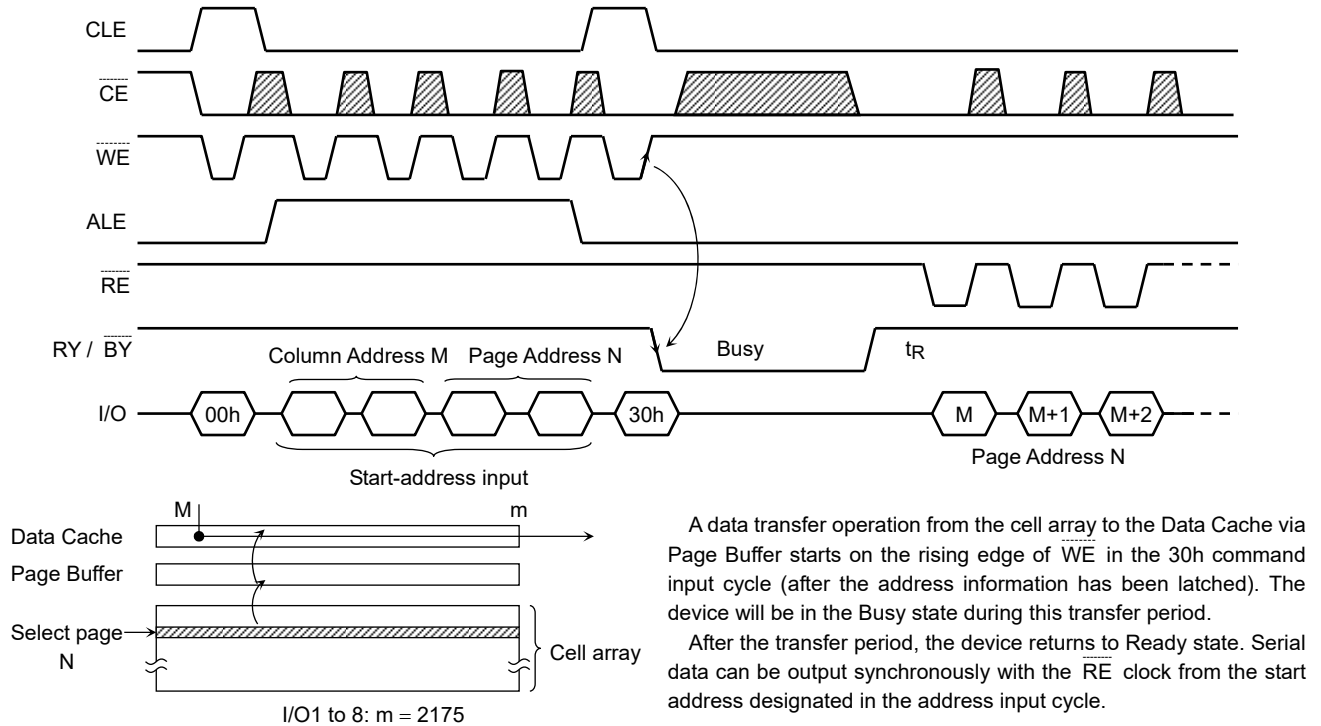 CLE
CE
WE
ALE
RE
RY / BY
Busy
tR
Column Address M
Page Address N
I/O
00h
30h
M
M+1
M+2
Page Address N
Start-address input
M
m
Data Cache
Page Buffer
Select page
N
Cell array
I/O1 to 8: m = 2175
A data transfer operation from the cell array to the Data Cache via
Page Buffer starts on the rising edge of WE in the 30h command
input cycle (after the address information has been latched). The
device will be in the Busy state during this transfer period.
After the transfer period, the device returns to Ready state. Serial
data can be output synchronously with the RE clock from the start
address designated in the address input cycle.